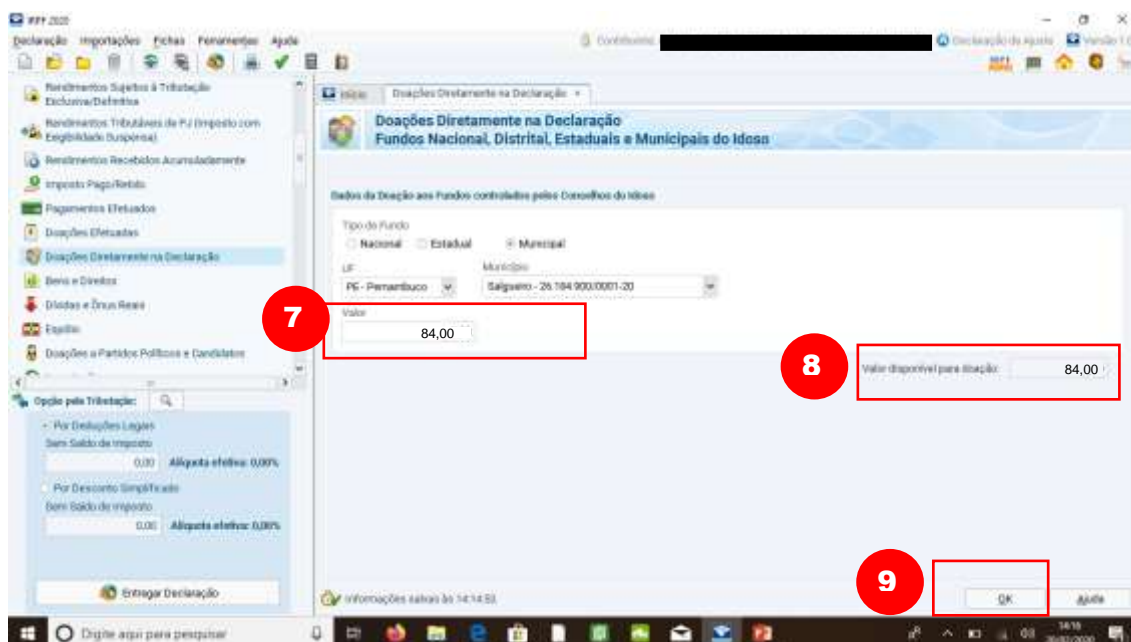 IRPF 2020
Declaração Importações Fichas Ferramentas Ajuda
Contribuinte:
Declaração de Ajuste
Rendimentos Sujeitos à Tributação
Exclusiva/Definitiva
Rendimentos Tributáveis de PJ (Imposto com
Exigibilidade Suspensa)
Rendimentos Recebidos Acumuladamente
Imposto Pago/Retido
Pagamentos Efetuados
Doações Efetuadas
Doações Diretamente na Declaração
Bens e Direitos
Dívidas e Ônus Reais
Espólio
Doações a Partidos Políticos e Candidatos
Opção pela Tributação:
Por Deduções Legais
Sem Saldo de Imposto
0,00 Alíquota efetiva: 0,00%
Por Desconto Simplificado
Sem Saldo de Imposto
0,00 Alíquota efetiva: 0,00%
Entregar Declaração
Início
Doações Diretamente na Declaração
Doações Diretamente na Declaração
Fundos Nacional, Distrital, Estaduais e Municipais do Idoso
Dados da Doação aos Fundos controlados pelos Conselhos do Idoso
Tipo de Fundo
Nacional Estadual Municipal
UF Município
PE - Pernambuco Salgueiro - 26.184.900/0001-20
7
Valor
84,00
8
Valor disponível para doação: 84,00
9
Informações salvas às 14:14:53.
OK Ajuda
Digite aqui para pesquisar
14:16